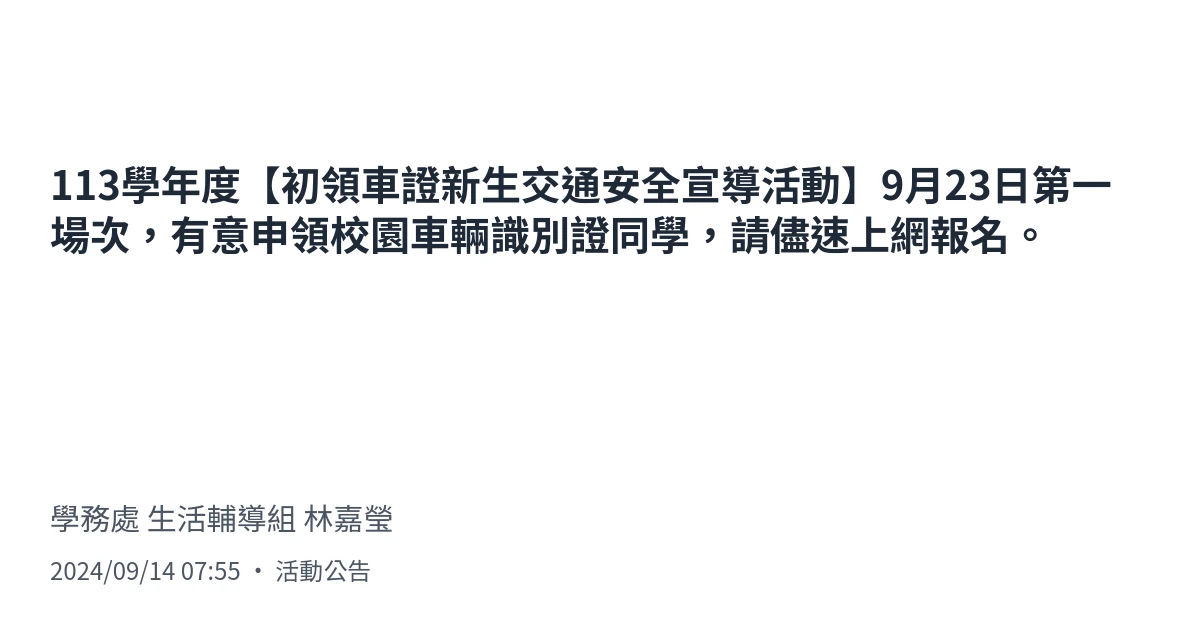 113學年度【初領車證新生交通安全宣導活動】9月23日第一
場次，有意申領校園車輛識別證同學，請儘速上網報名。
學務處 生活輔導組 林嘉瑩
2024/09/14 07:55 • 活動公告